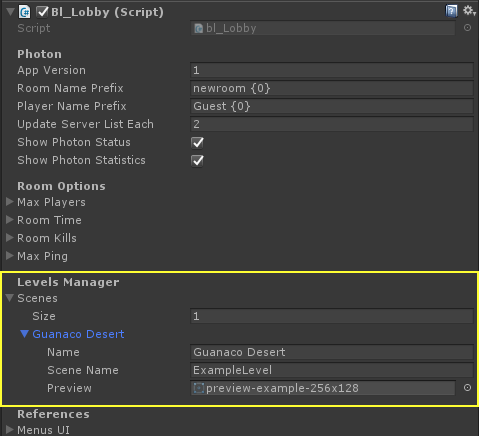 Bl_Lobby (Script)
Script bl_Lobby
Photon
App Version 1
Room Name Prefix newroom {0}
Player Name Prefix Guest {0}
Update Server List Each 2
Show Photon Status
Show Photon Statistics
Room Options
Max Players
Room Time
Room Kills
Max Ping
Levels Manager
Scenes
Size 1
Guanaco Desert
Name Guanaco Desert
Scene Name ExampleLevel
Preview preview-example-256x128
References
Menus UI